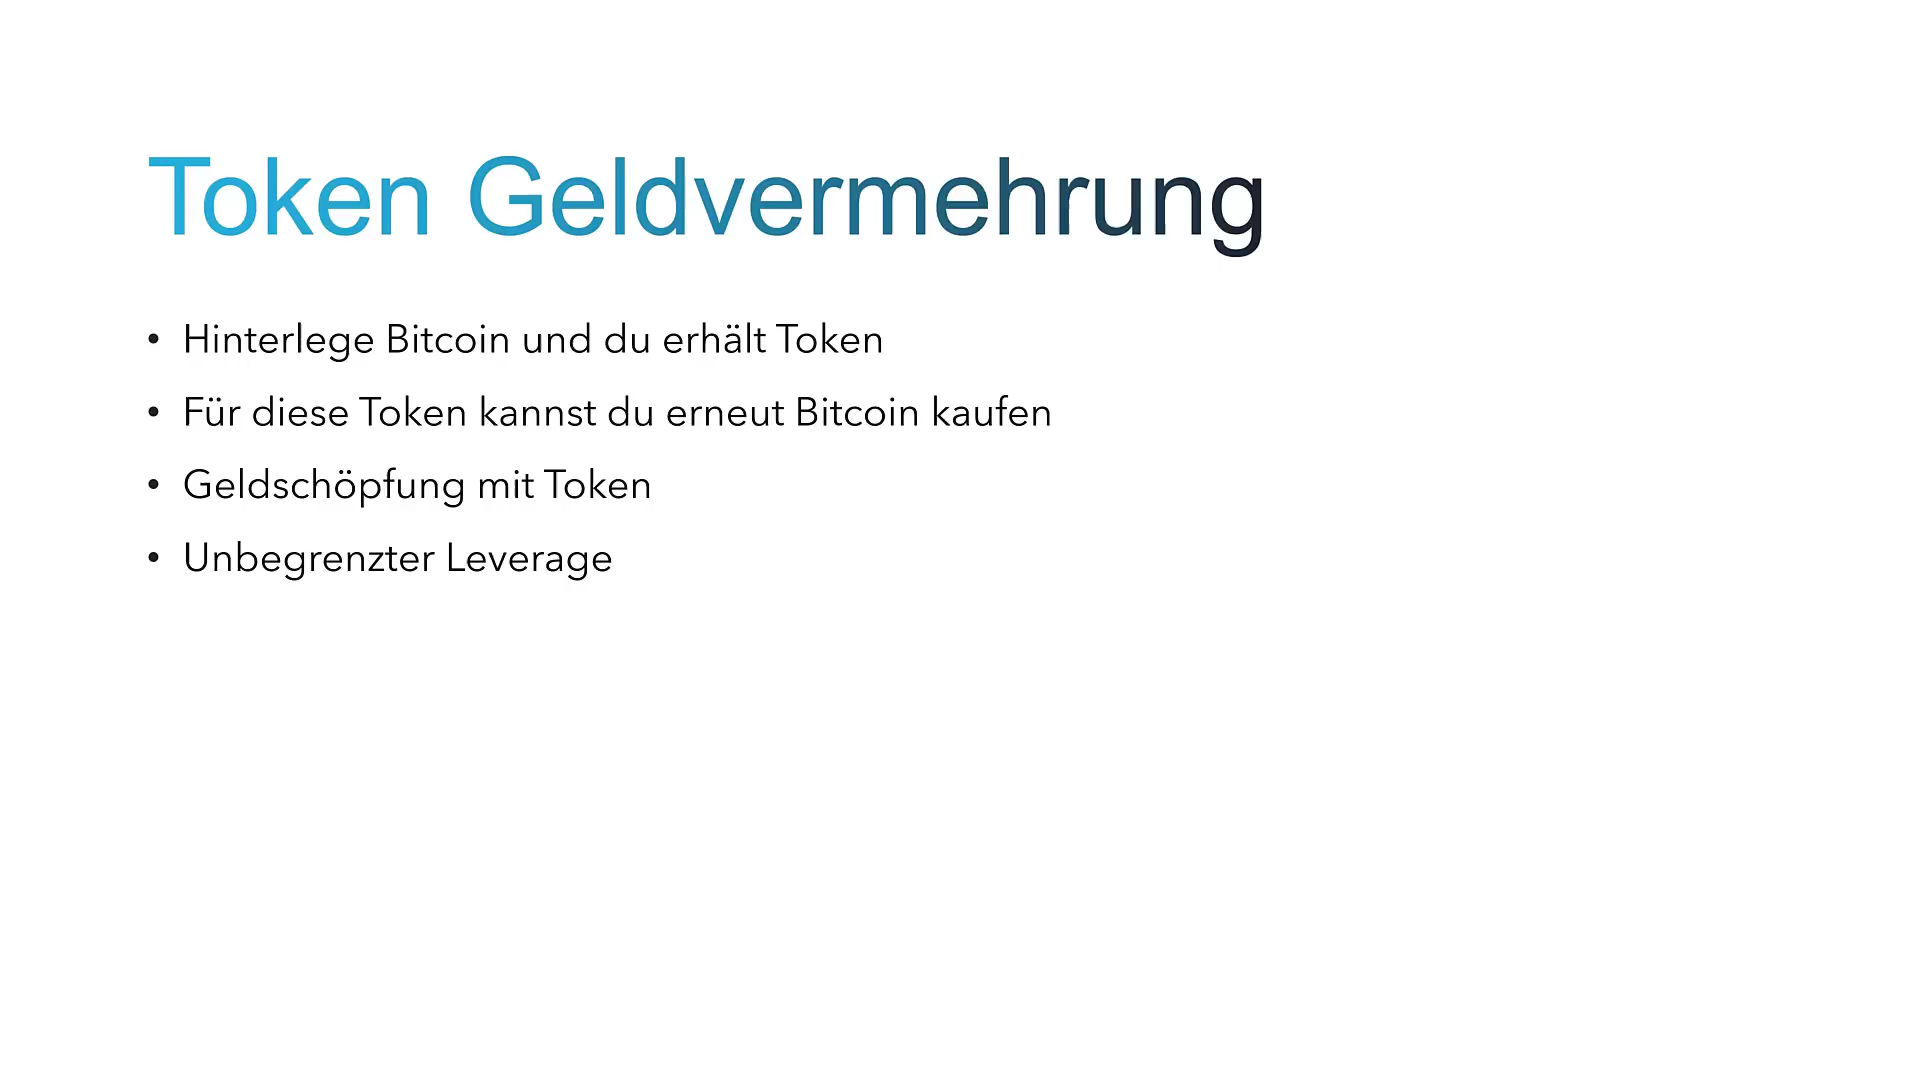 Token Geldvermehrung
• Hinterlege Bitcoin und du erhält Token
• Für diese Token kannst du erneut Bitcoin kaufen
• Geldschöpfung mit Token
• Unbegrenzter Leverage